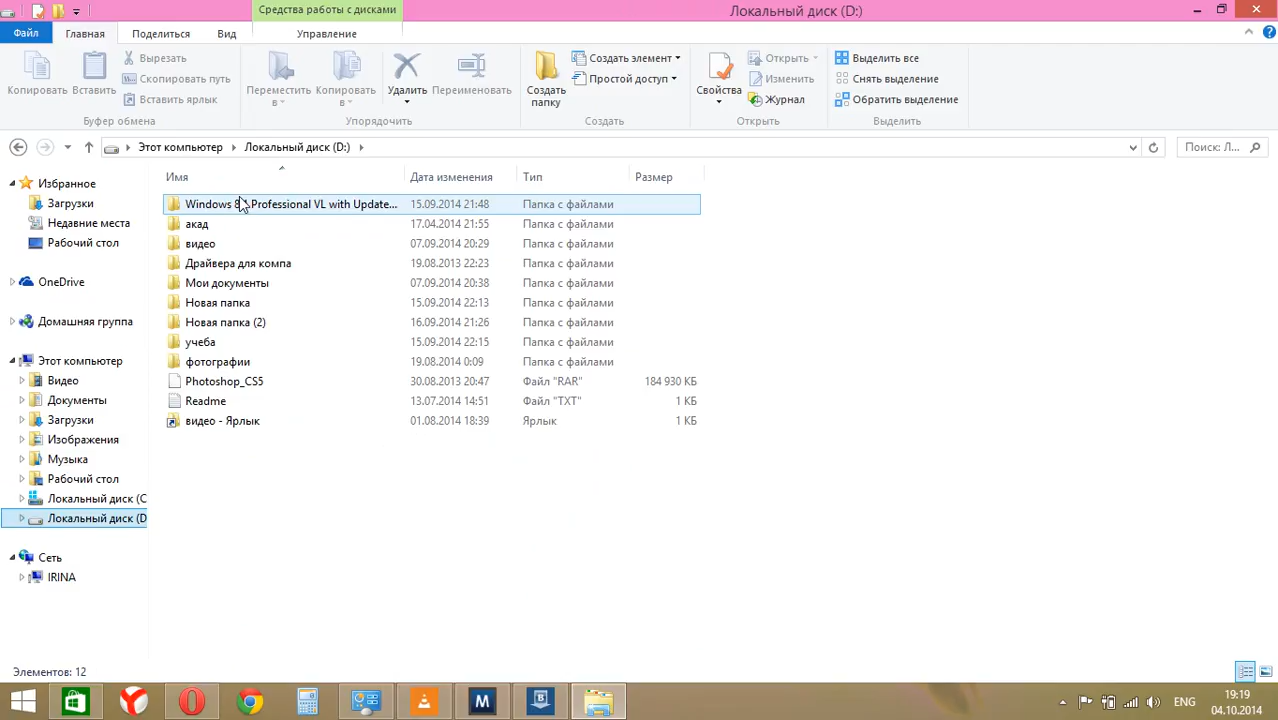 Средства работы с дисками
Локальный диск (D:)
Файл Главная Поделиться Вид Управление
Копировать Вставить
Вырезать
Скопировать путь
Вставить ярлык
Буфер обмена
Переместить в
Копировать в
Удалить
Переименовать
Упорядочить
Создать папку
Создать элемент
Простой доступ
Создать
Свойства
Открыть
Изменить
Журнал
Открыть
Выделить все
Снять выделение
Обратить выделение
Выделить
Этот компьютер Локальный диск (D:)
Поиск: Л...
Избранное
Загрузки
Недавние места
Рабочий стол
OneDrive
Домашняя группа
Этот компьютер
Видео
Документы
Загрузки
Изображения
Музыка
Рабочий стол
Локальный диск (C
Локальный диск (D
Сеть
IRINA
Имя Дата изменения Тип Размер
Windows 8.1 Professional VL with Update... 15.09.2014 21:48 Папка с файлами
акад 17.04.2014 21:55 Папка с файлами
видео 07.09.2014 20:29 Папка с файлами
Драйвера для компа 19.08.2013 22:23 Папка с файлами
Мои документы 07.09.2014 20:38 Папка с файлами
Новая папка 15.09.2014 22:13 Папка с файлами
Новая папка (2) 16.09.2014 21:26 Папка с файлами
учеба 15.09.2014 22:15 Папка с файлами
фотографии 19.08.2014 0:09 Папка с файлами
Photoshop_CS5 30.08.2013 20:47 Файл "RAR" 184 930 КБ
Readme 13.07.2014 14:51 Файл "TXT" 1 КБ
видео - Ярлык 01.08.2014 18:39 Ярлык 1 КБ
Элементов: 12
M
ENG
19:19
04.10.2014